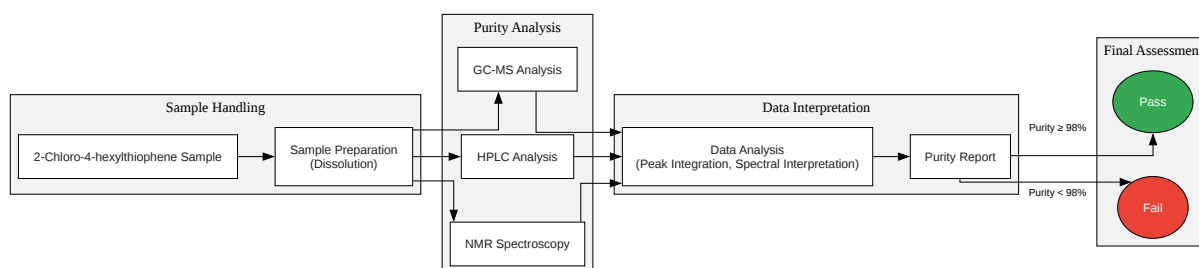 Sample Handling
2-Chloro-4-hexylthiophene Sample
Sample Preparation
(Dissolution)
Purity Analysis
GC-MS Analysis
HPLC Analysis
NMR Spectroscopy
Data Interpretation
Data Analysis
(Peak Integration, Spectral Interpretation)
Purity Report
Purity ≥ 98%
Purity < 98%
Final Assessment
Pass
Fail